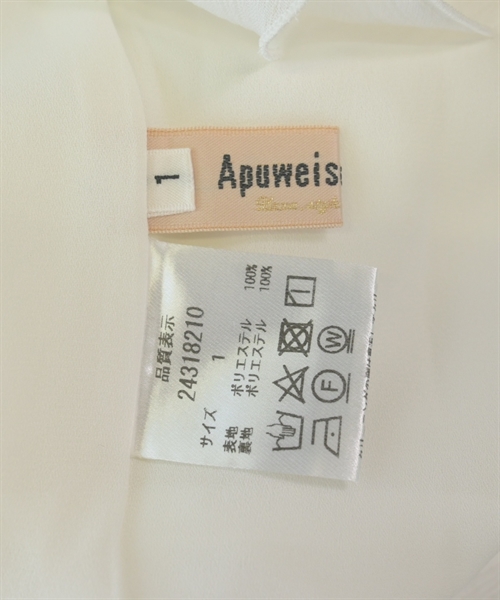 1
Apuweis
品質表示
24318210
サイズ 1
表地 ポリエステル 100%
裏地 ポリエステル 100%
F
W